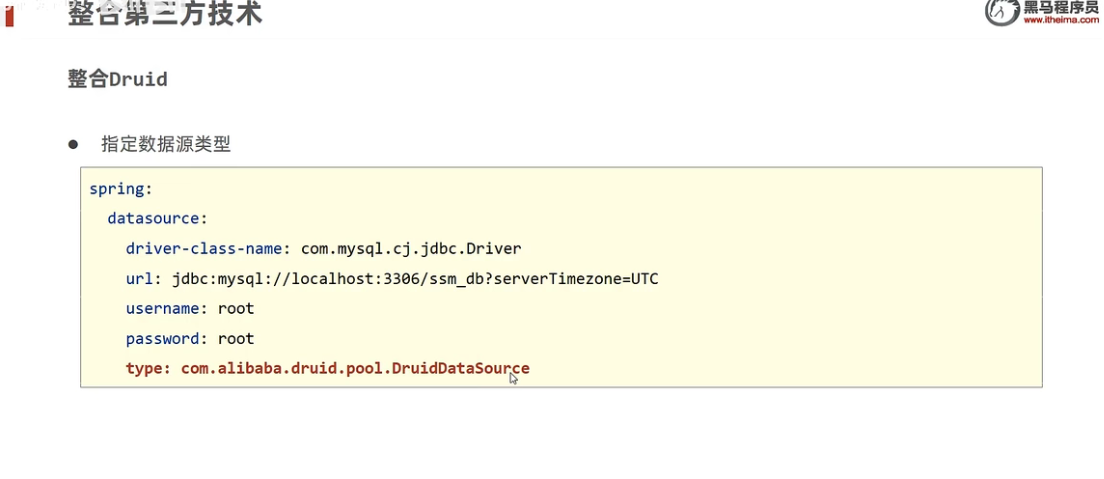 整合第三方技术
黑马程序员
www.itheima.com
整合Druid
● 指定数据源类型
spring:
  datasource:
    driver-class-name: com.mysql.cj.jdbc.Driver
    url: jdbc:mysql://localhost:3306/ssm_db?serverTimezone=UTC
    username: root
    password: root
    type: com.alibaba.druid.pool.DruidDataSource